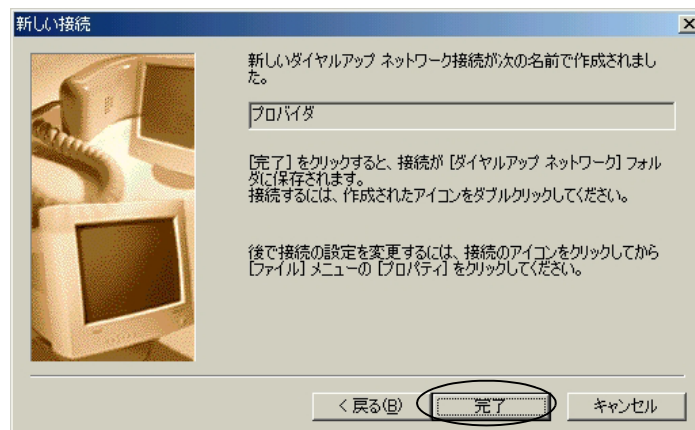 新しい接続
新しいダイヤルアップ ネットワーク接続が次の名前で作成されまし
た。
プロバイダ
[完了] をクリックすると、接続が [ダイヤルアップ ネットワーク] フォル
ダに保存されます。
接続するには、作成されたアイコンをダブルクリックしてください。
後で接続の設定を変更するには、接続のアイコンをクリックしてから
[ファイル] メニューの [プロパティ] をクリックしてください。
< 戻る(B)
完了
キャンセル